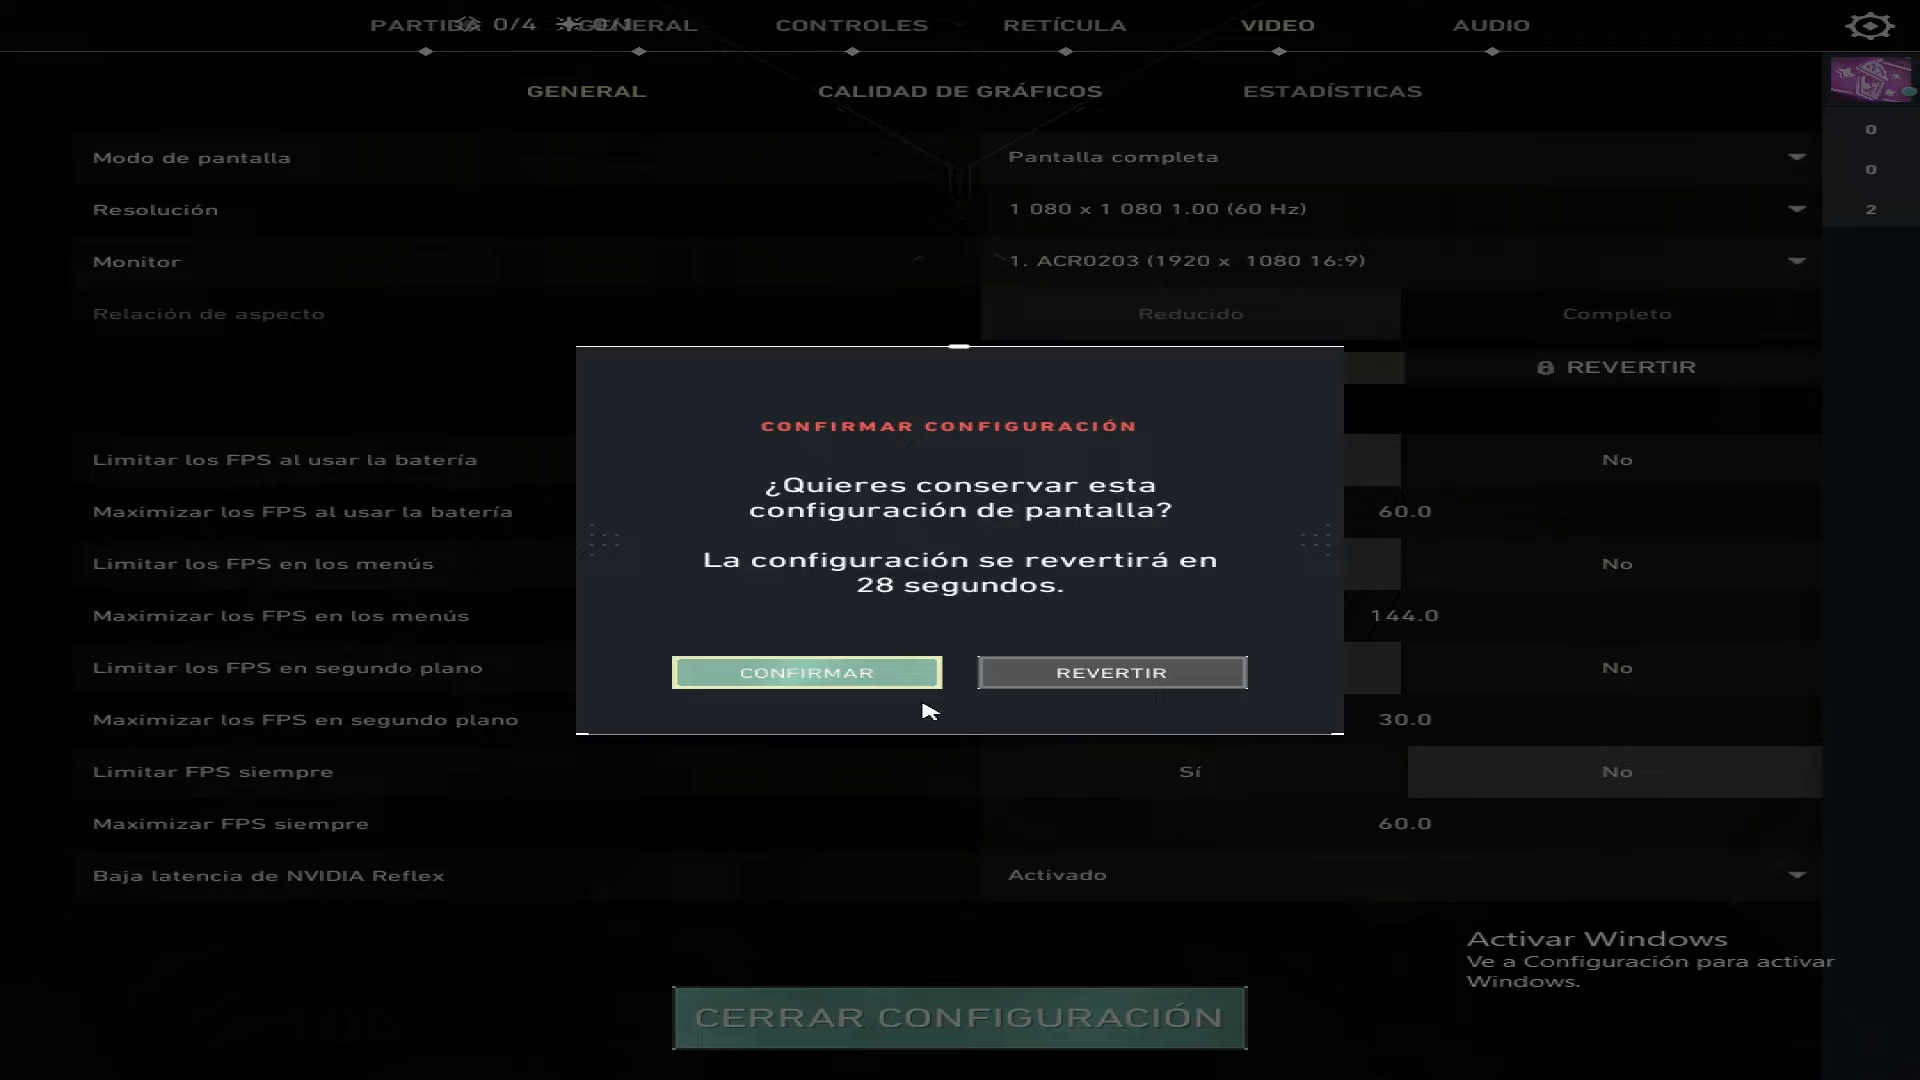 PARTIDA 0/4 0/1 GENERAL CONTROLES RETÍCULA VIDEO AUDIO
GENERAL CALIDAD DE GRÁFICOS ESTADÍSTICAS
Modo de pantalla Pantalla completa
0
0
2
Resolución 1 080 x 1 080 1.00 (60 Hz)
Monitor 1. ACR0203 (1920 x 1080 16:9)
Relación de aspecto Reducido Completo
REVERTIR
CONFIRMAR CONFIGURACIÓN
¿Quieres conservar esta
configuración de pantalla?
La configuración se revertirá en
28 segundos.
CONFIRMAR REVERTIR
Limitar los FPS al usar la batería No
Maximizar los FPS al usar la batería 60.0
Limitar los FPS en los menús No
Maximizar los FPS en los menús 144.0
Limitar los FPS en segundo plano No
Maximizar los FPS en segundo plano 30.0
Limitar FPS siempre Sí No
Maximizar FPS siempre 60.0
Baja latencia de NVIDIA Reflex Activado
Activar Windows
Ve a Configuración para activar
Windows.
CERRAR CONFIGURACIÓN
100